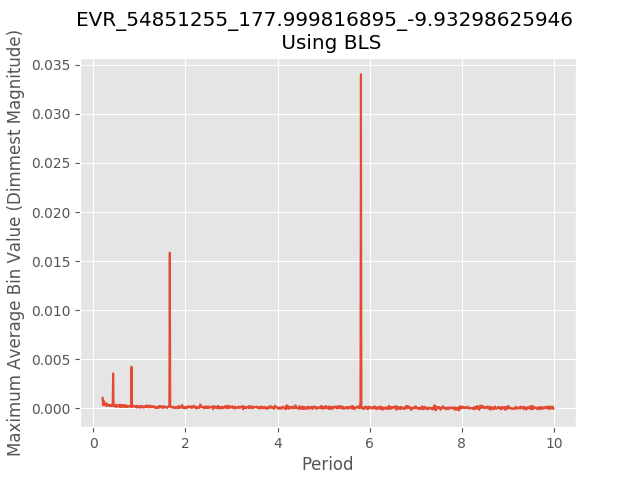 EVR_54851255_177.999816895_-9.93298625946
Using BLS
Maximum Average Bin Value (Dimmest Magnitude)
0.035
0.030
0.025
0.020
0.015
0.010
0.005
0.000
0 2 4 6 8 10
Period